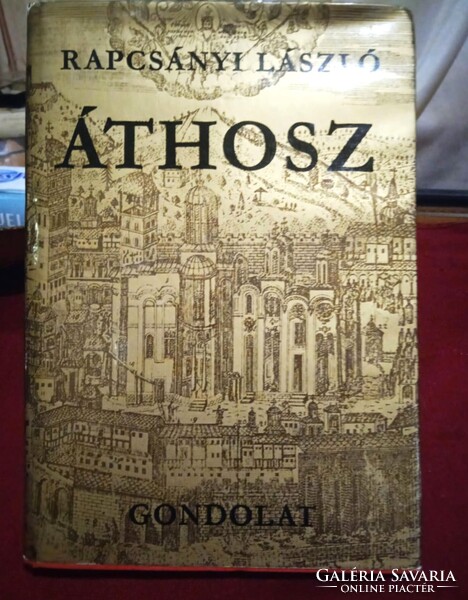 RAPCSÁNYI LÁSZLÓ
ÁTHOSZ
GONDOLAT
GALÉRIA SAVARIA
ONLINE PIACTÉR